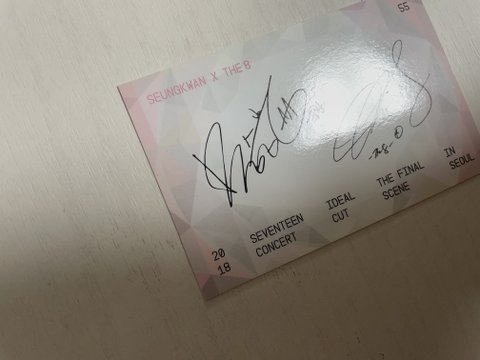 SEUNGKWAN X THE 8
55
20 SEVENTEEN IDEAL THE FINAL IN
18 CONCERT CUT SCENE SEOUL